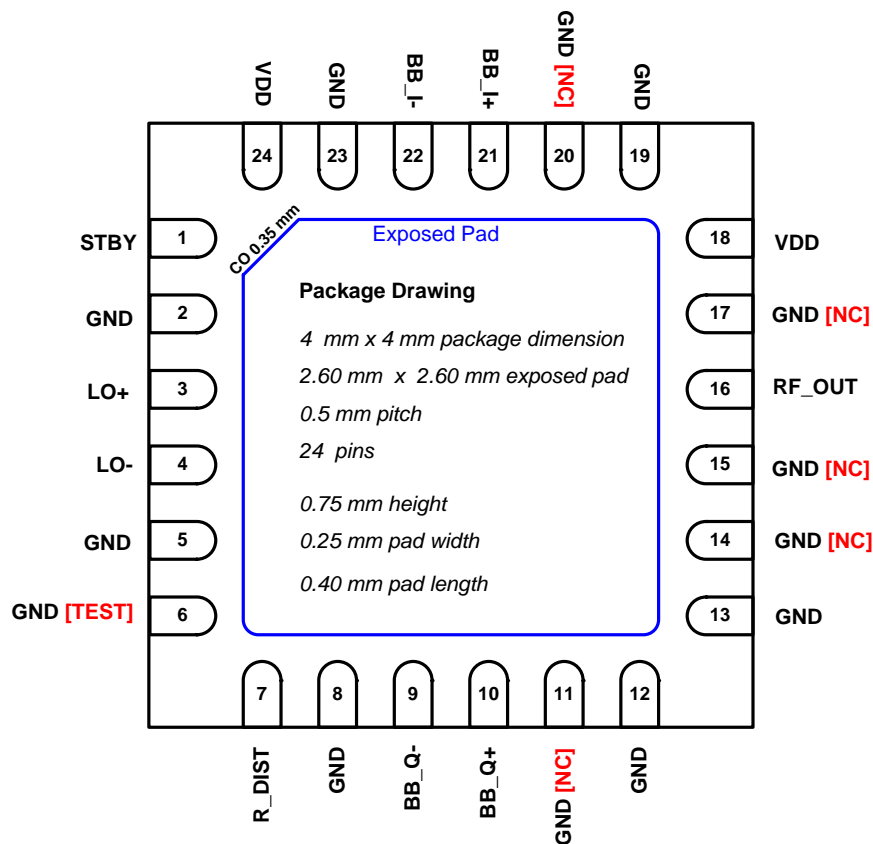 VDD
GND
BB_I-
BB_I+
GND [NC]
GND
24
23
22
21
20
19
STBY
1
GND
2
LO+
3
LO-
4
GND
5
GND [TEST]
6
CO 0.35 mm
Exposed Pad
Package Drawing
4 mm x 4 mm package dimension
2.60 mm x 2.60 mm exposed pad
0.5 mm pitch
24 pins
0.75 mm height
0.25 mm pad width
0.40 mm pad length
18
VDD
17
GND [NC]
16
RF_OUT
15
GND [NC]
14
GND [NC]
13
GND
7
8
9
10
11
12
R_DIST
GND
BB_Q-
BB_Q+
GND [NC]
GND